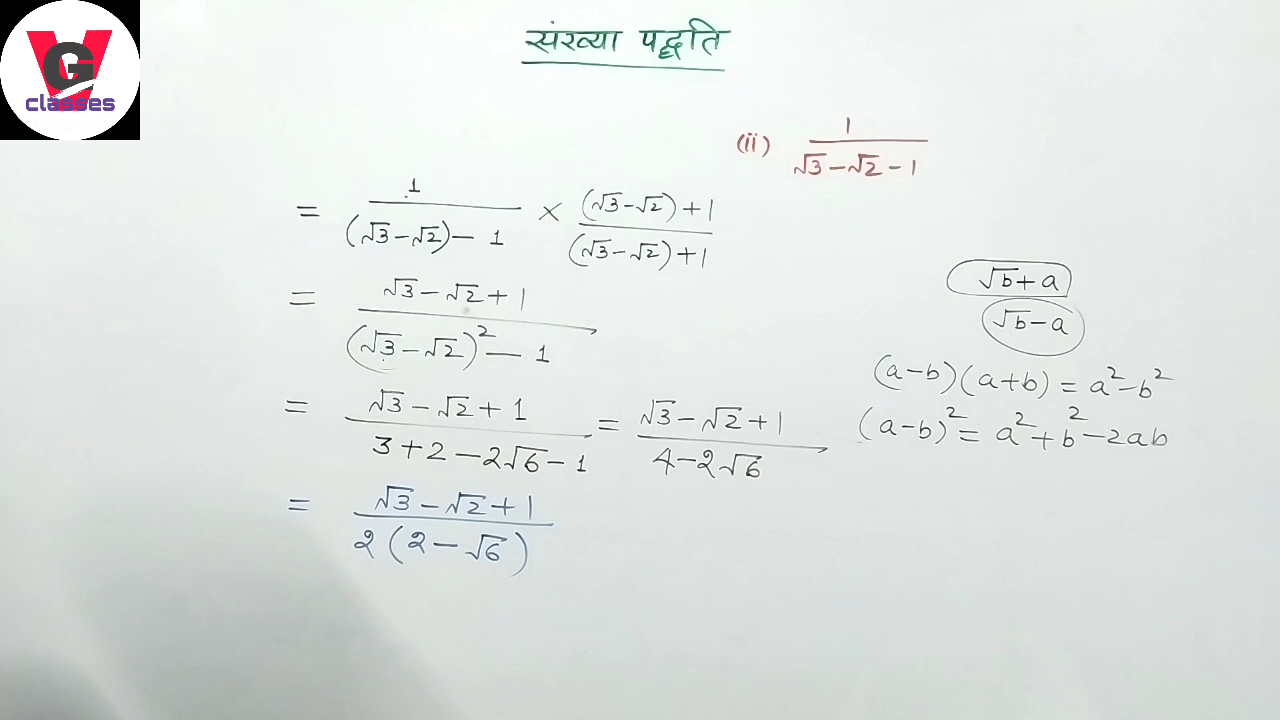 VG
classes
संख्या पद्धति
(ii) 1/(√3-√2-1)
= 1/((√3-√2)-1) × ((√3-√2)+1)/((√3-√2)+1)
= (√3-√2+1)/((√3-√2)²-1)
= (√3-√2+1)/(3+2-2√6-1) = (√3-√2+1)/(4-2√6)
= (√3-√2+1)/(2(2-√6))
√b+a
√b-a
(a-b)(a+b) = a²-b²
(a-b)² = a²+b²-2ab